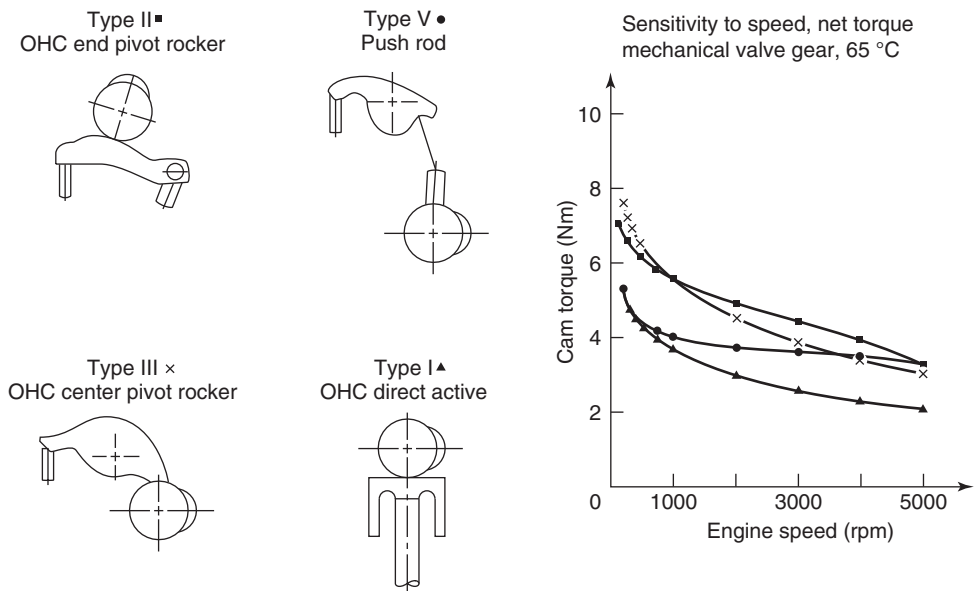 Type II ■
OHC end pivot rocker
Type V ●
Push rod
Type III ×
OHC center pivot rocker
Type I ▲
OHC direct active
Sensitivity to speed, net torque
mechanical valve gear, 65 °C
Cam torque (Nm)
10
8
6
4
2
0
1000
3000
5000
Engine speed (rpm)